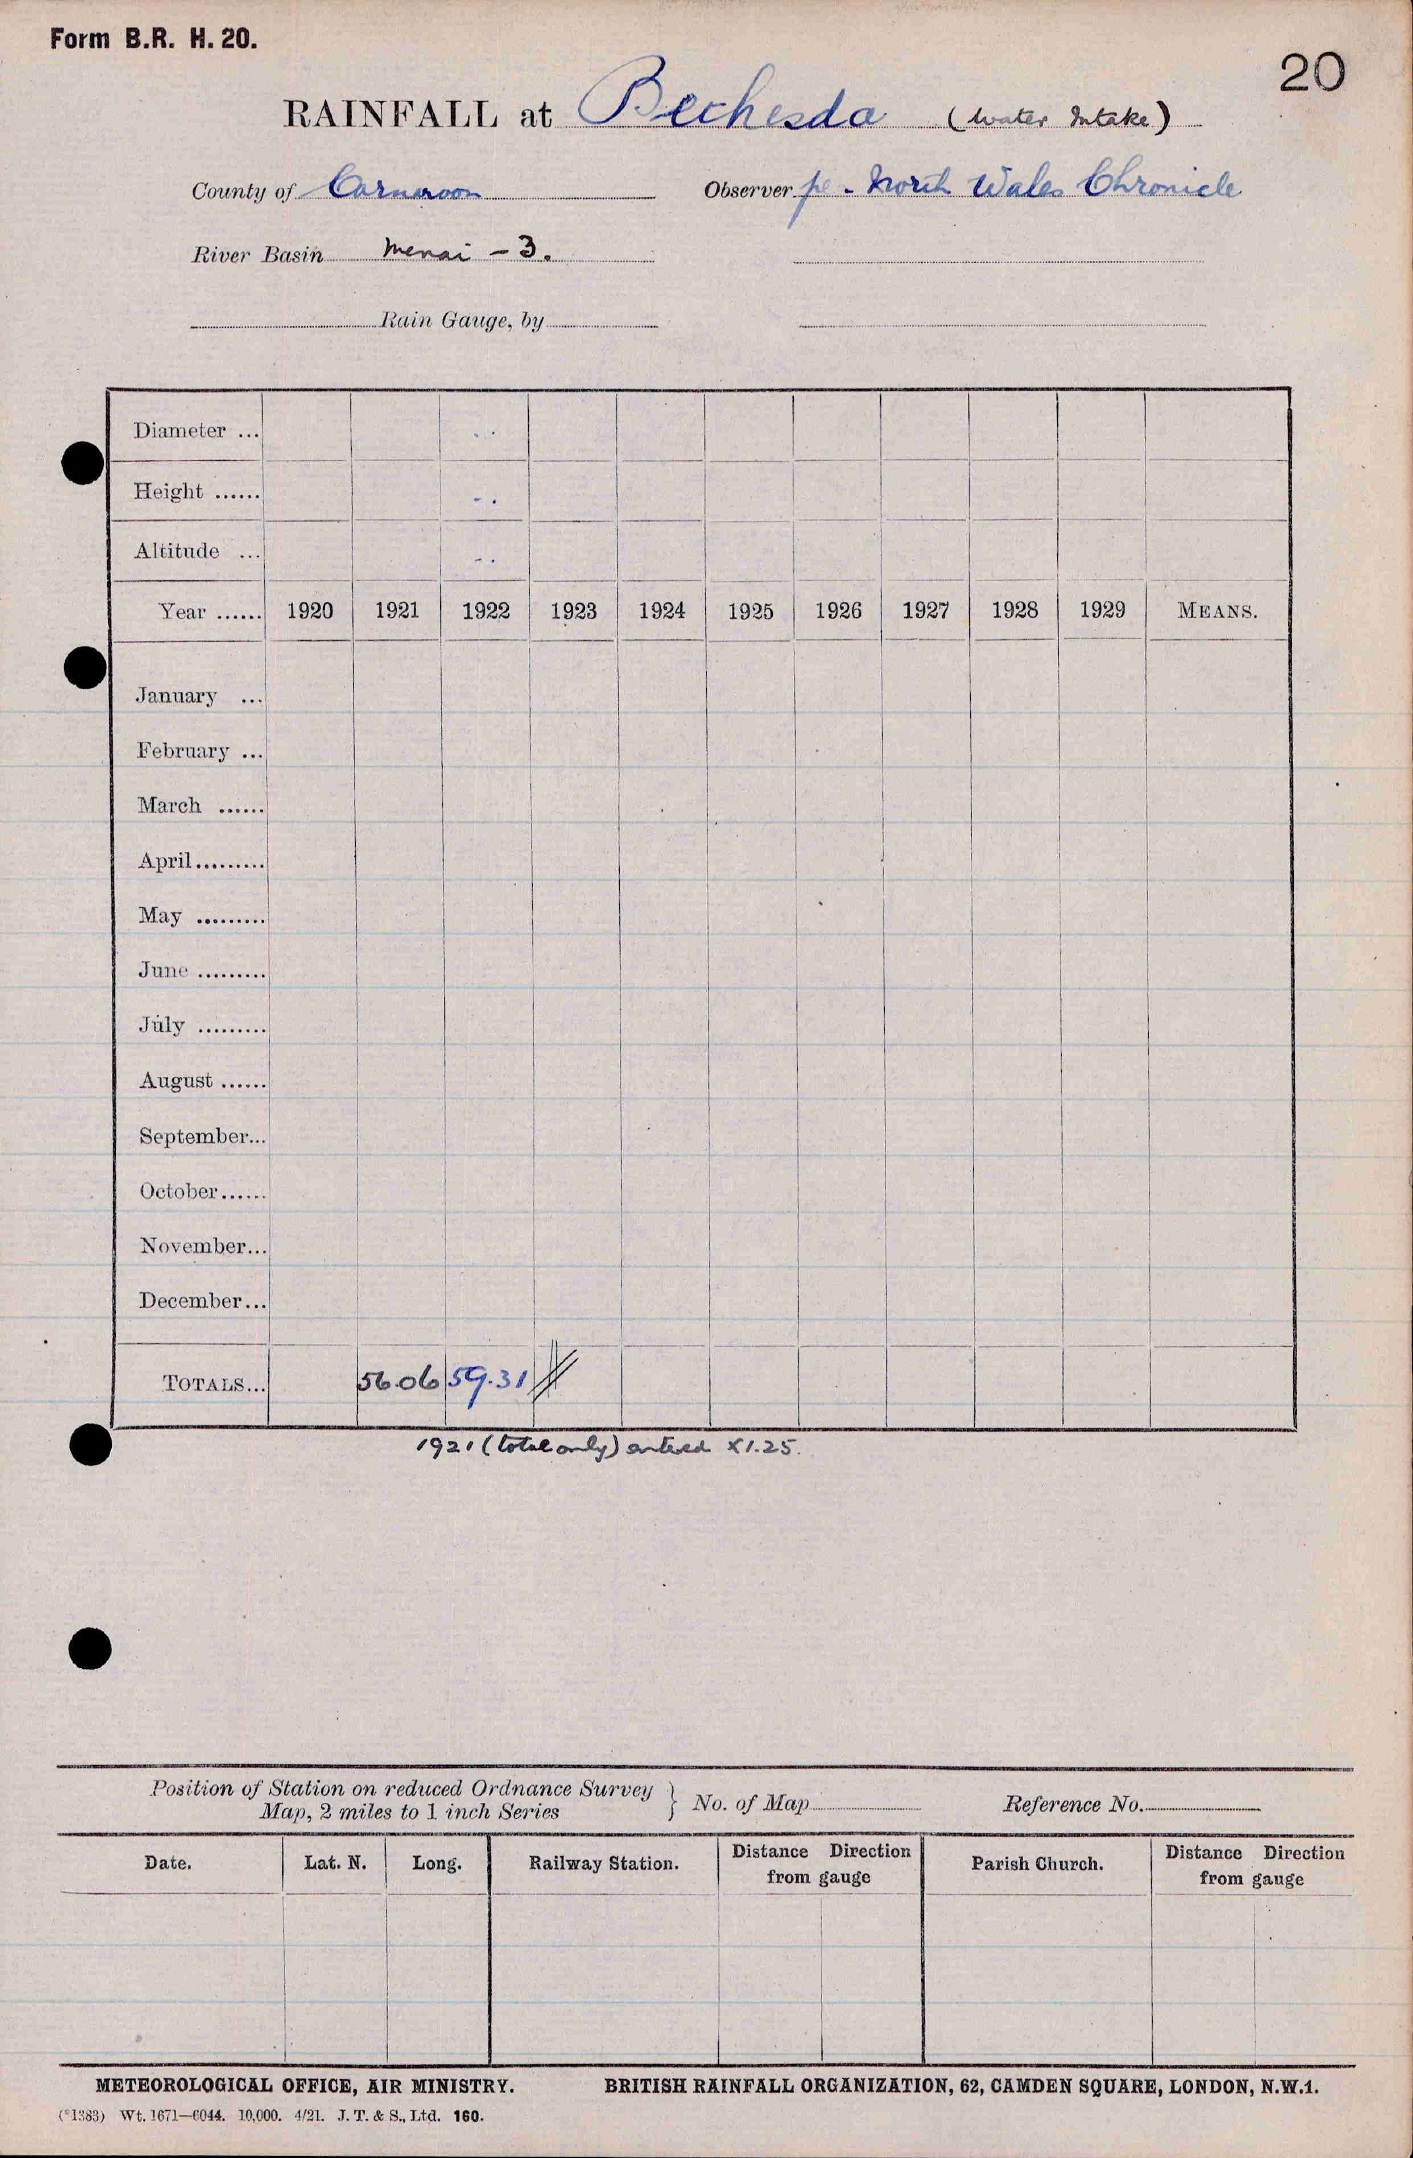 Form B.R. H. 20.
20
RAINFALL at Bethesda (Water Intake)
County of Carnarvon Observer per North Wales Chronicle
River Basin Menai - 3.
Rain Gauge, by
Diameter ...
Height ......
Altitude ...
Year ...... 1920 1921 1922 1923 1924 1925 1926 1927 1928 1929 MEANS.
January ...
February ...
March ......
April.........
May .........
June .........
July .........
August ......
September...
October......
November...
December...
TOTALS... 56.06 59.31
1921 (total only) entered X1.25.
Position of Station on reduced Ordnance Survey
Map, 2 miles to 1 inch Series } No. of Map Reference No.
Date. Lat. N. Long. Railway Station. Distance Direction from gauge Parish Church. Distance Direction from gauge
METEOROLOGICAL OFFICE, AIR MINISTRY. BRITISH RAINFALL ORGANIZATION, 62, CAMDEN SQUARE, LONDON, N.W.1.
(*1383) Wt. 1671—6044. 10,000. 4/21. J. T. & S., Ltd. 160.